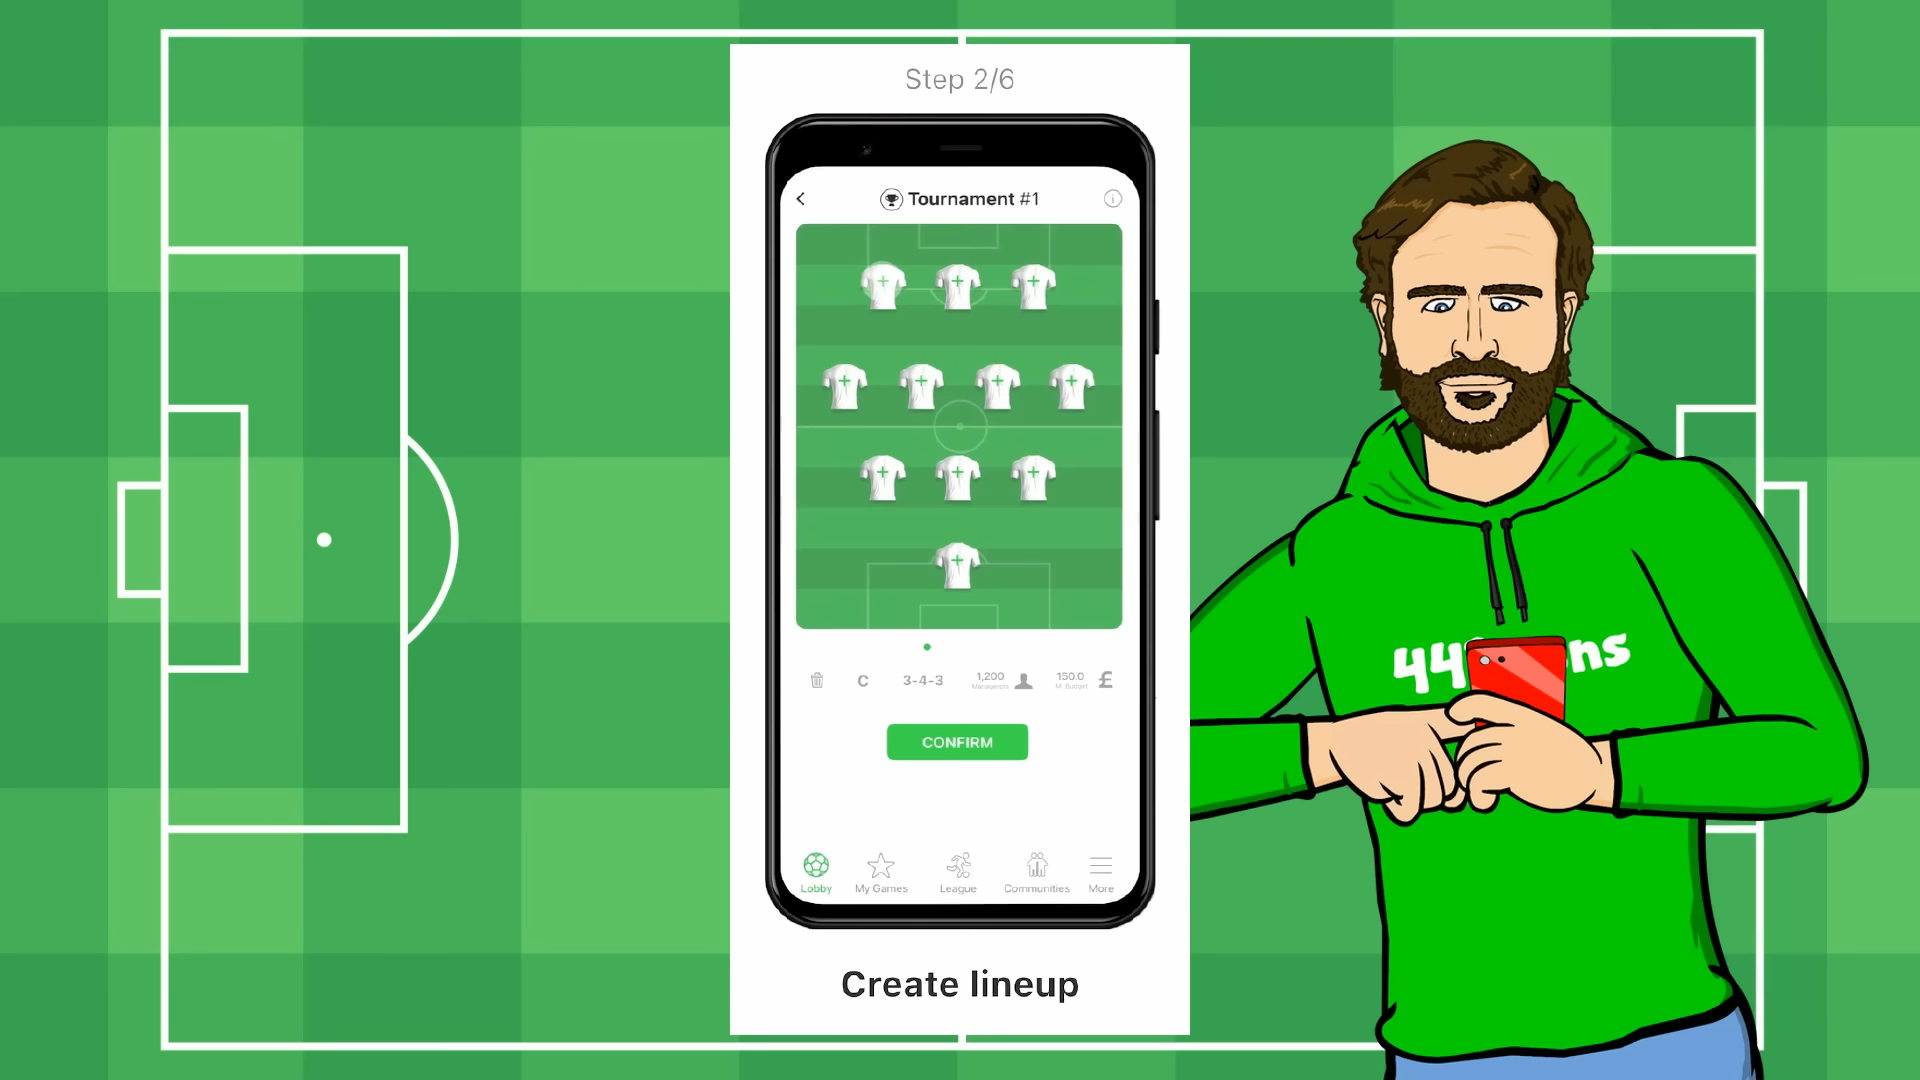 Step 2/6
Tournament #1
C
3-4-3
1,200
150.0
M. Budget
£
CONFIRM
Lobby
My Games
League
Communities
More
Create lineup
44
ns